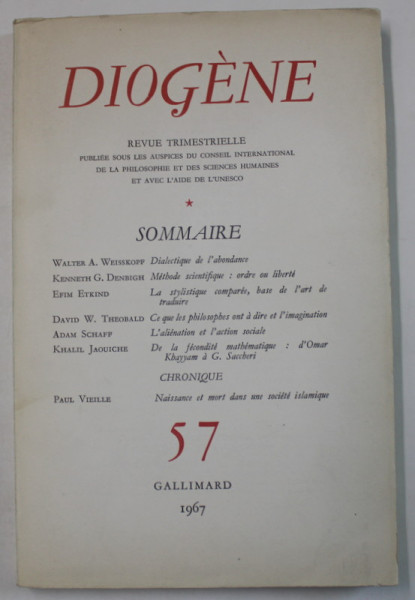 DIOGÈNE
REVUE TRIMESTRIELLE
PUBLIÉE SOUS LES AUSPICES DU CONSEIL INTERNATIONAL
DE LA PHILOSOPHIE ET DES SCIENCES HUMAINES
ET AVEC L'AIDE DE L'UNESCO
★
SOMMAIRE
WALTER A. WEISSKOPF Dialectique de l'abondance
KENNETH G. DENBIGH Méthode scientifique : ordre ou liberté
EFIM ETKIND La stylistique comparée, base de l'art de
traduire
DAVID W. THEOBALD Ce que les philosophes ont à dire et l'imagination
ADAM SCHAFF L'aliénation et l'action sociale
KHALIL JAOUICHE De la fécondité mathématique : d'Omar
Khayyam à G. Saccheri
CHRONIQUE
PAUL VIEILLE Naissance et mort dans une société islamique
57
GALLIMARD
1967